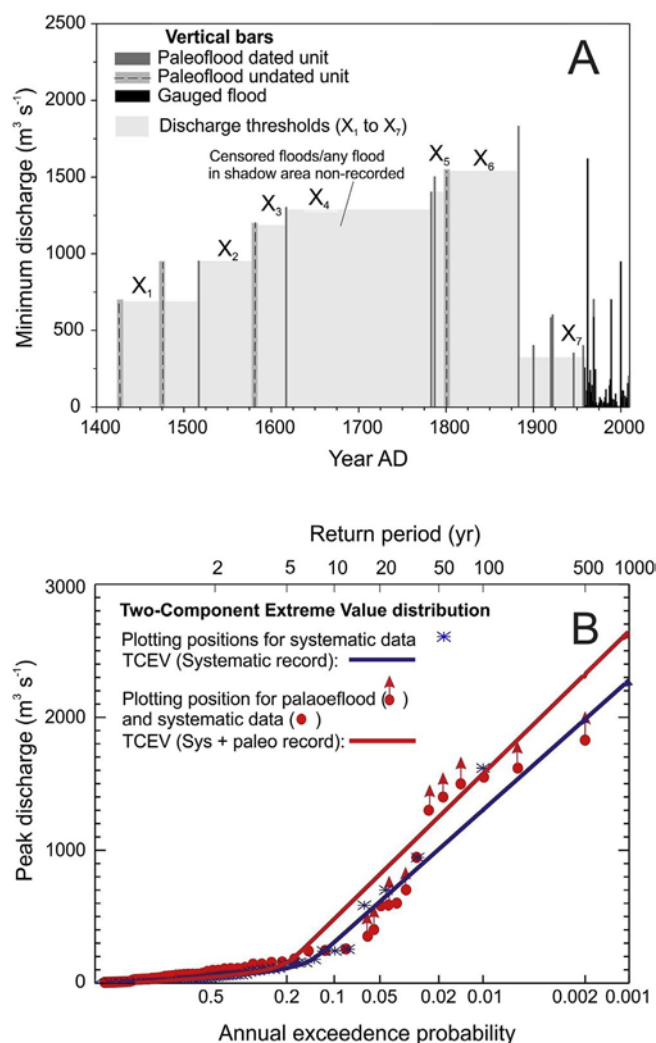 2500
2000
1500
1000
500
0
Minimum discharge (m³ s⁻¹)
Vertical bars
Paleoflood dated unit
Paleoflood undated unit
Gauged flood
Discharge thresholds (X₁ to X₇)
Censored floods/any flood
in shadow area non-recorded
A
X₁
X₂
X₃
X₄
X₅
X₆
X₇
1400 1500 1600 1700 1800 1900 2000
Year AD
Return period (yr)
2 5 10 20 50 100 500 1000
3000
2000
1000
0
Peak discharge (m³ s⁻¹)
Two-Component Extreme Value distribution
B
Plotting positions for systematic data
TCEV (Systematic record):
Plotting position for palaoeflood ( )
and systematic data ( )
TCEV (Sys + paleo record):
0.5 0.2 0.1 0.05 0.02 0.01 0.002 0.001
Annual exceedence probability